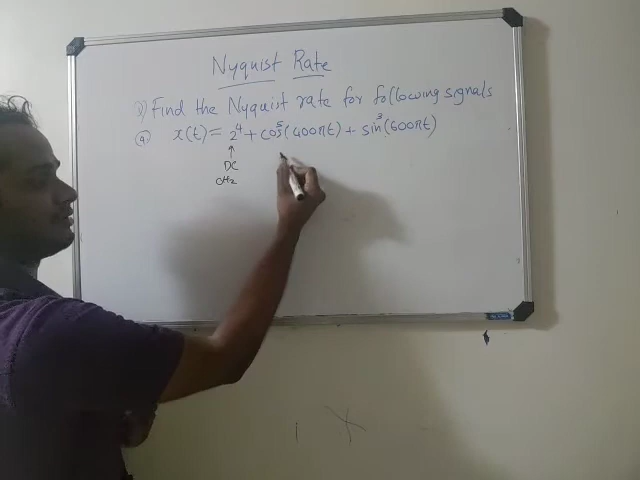 Nyquist Rate
1) Find the Nyquist rate for following signals
(a) x(t) = 2⁴ + cos⁵(400πt) + sin³(600πt)
↑
DC
0Hz